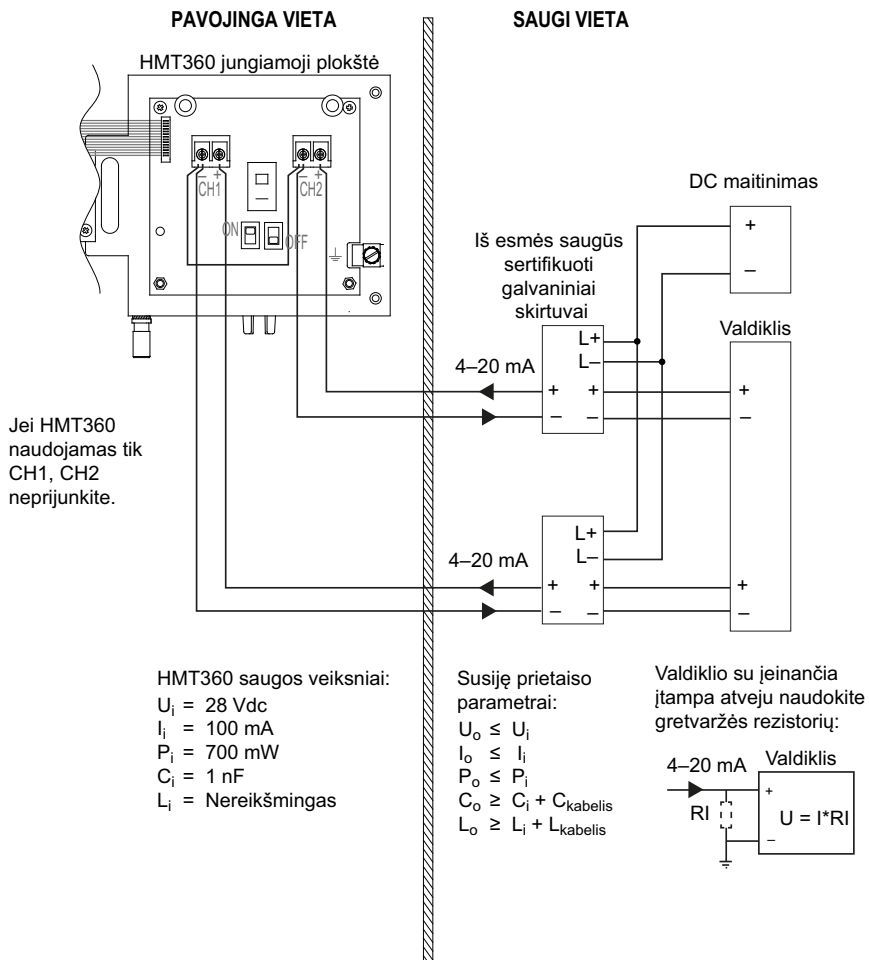 PAVOJINGA VIETA
SAUGI VIETA
HMT360 jungiamoji plokštė
– +
CH1
– +
CH2
ON
OFF
DC maitinimas
+
–
Iš esmės saugūs
sertifikuoti
galvaniniai
skirtuvai
Valdiklis
L+
L–
4–20 mA
+ +
– –
+
–
Jei HMT360
naudojamas tik
CH1, CH2
neprijunkite.
L+
L–
4–20 mA
+ +
– –
+
–
HMT360 saugos veiksniai:
Ui = 28 Vdc
Ii = 100 mA
Pi = 700 mW
Ci = 1 nF
Li = Nereikšmingas
Susiję prietaiso
parametrai:
Uo ≤ Ui
Io ≤ Ii
Po ≤ Pi
Co ≥ Ci + Ckabelis
Lo ≥ Li + Lkabelis
Valdiklio su įeinančia
įtampa atveju naudokite
gretvaržės rezistorių:
4–20 mA
Valdiklis
+
RI
U = I*RI
–